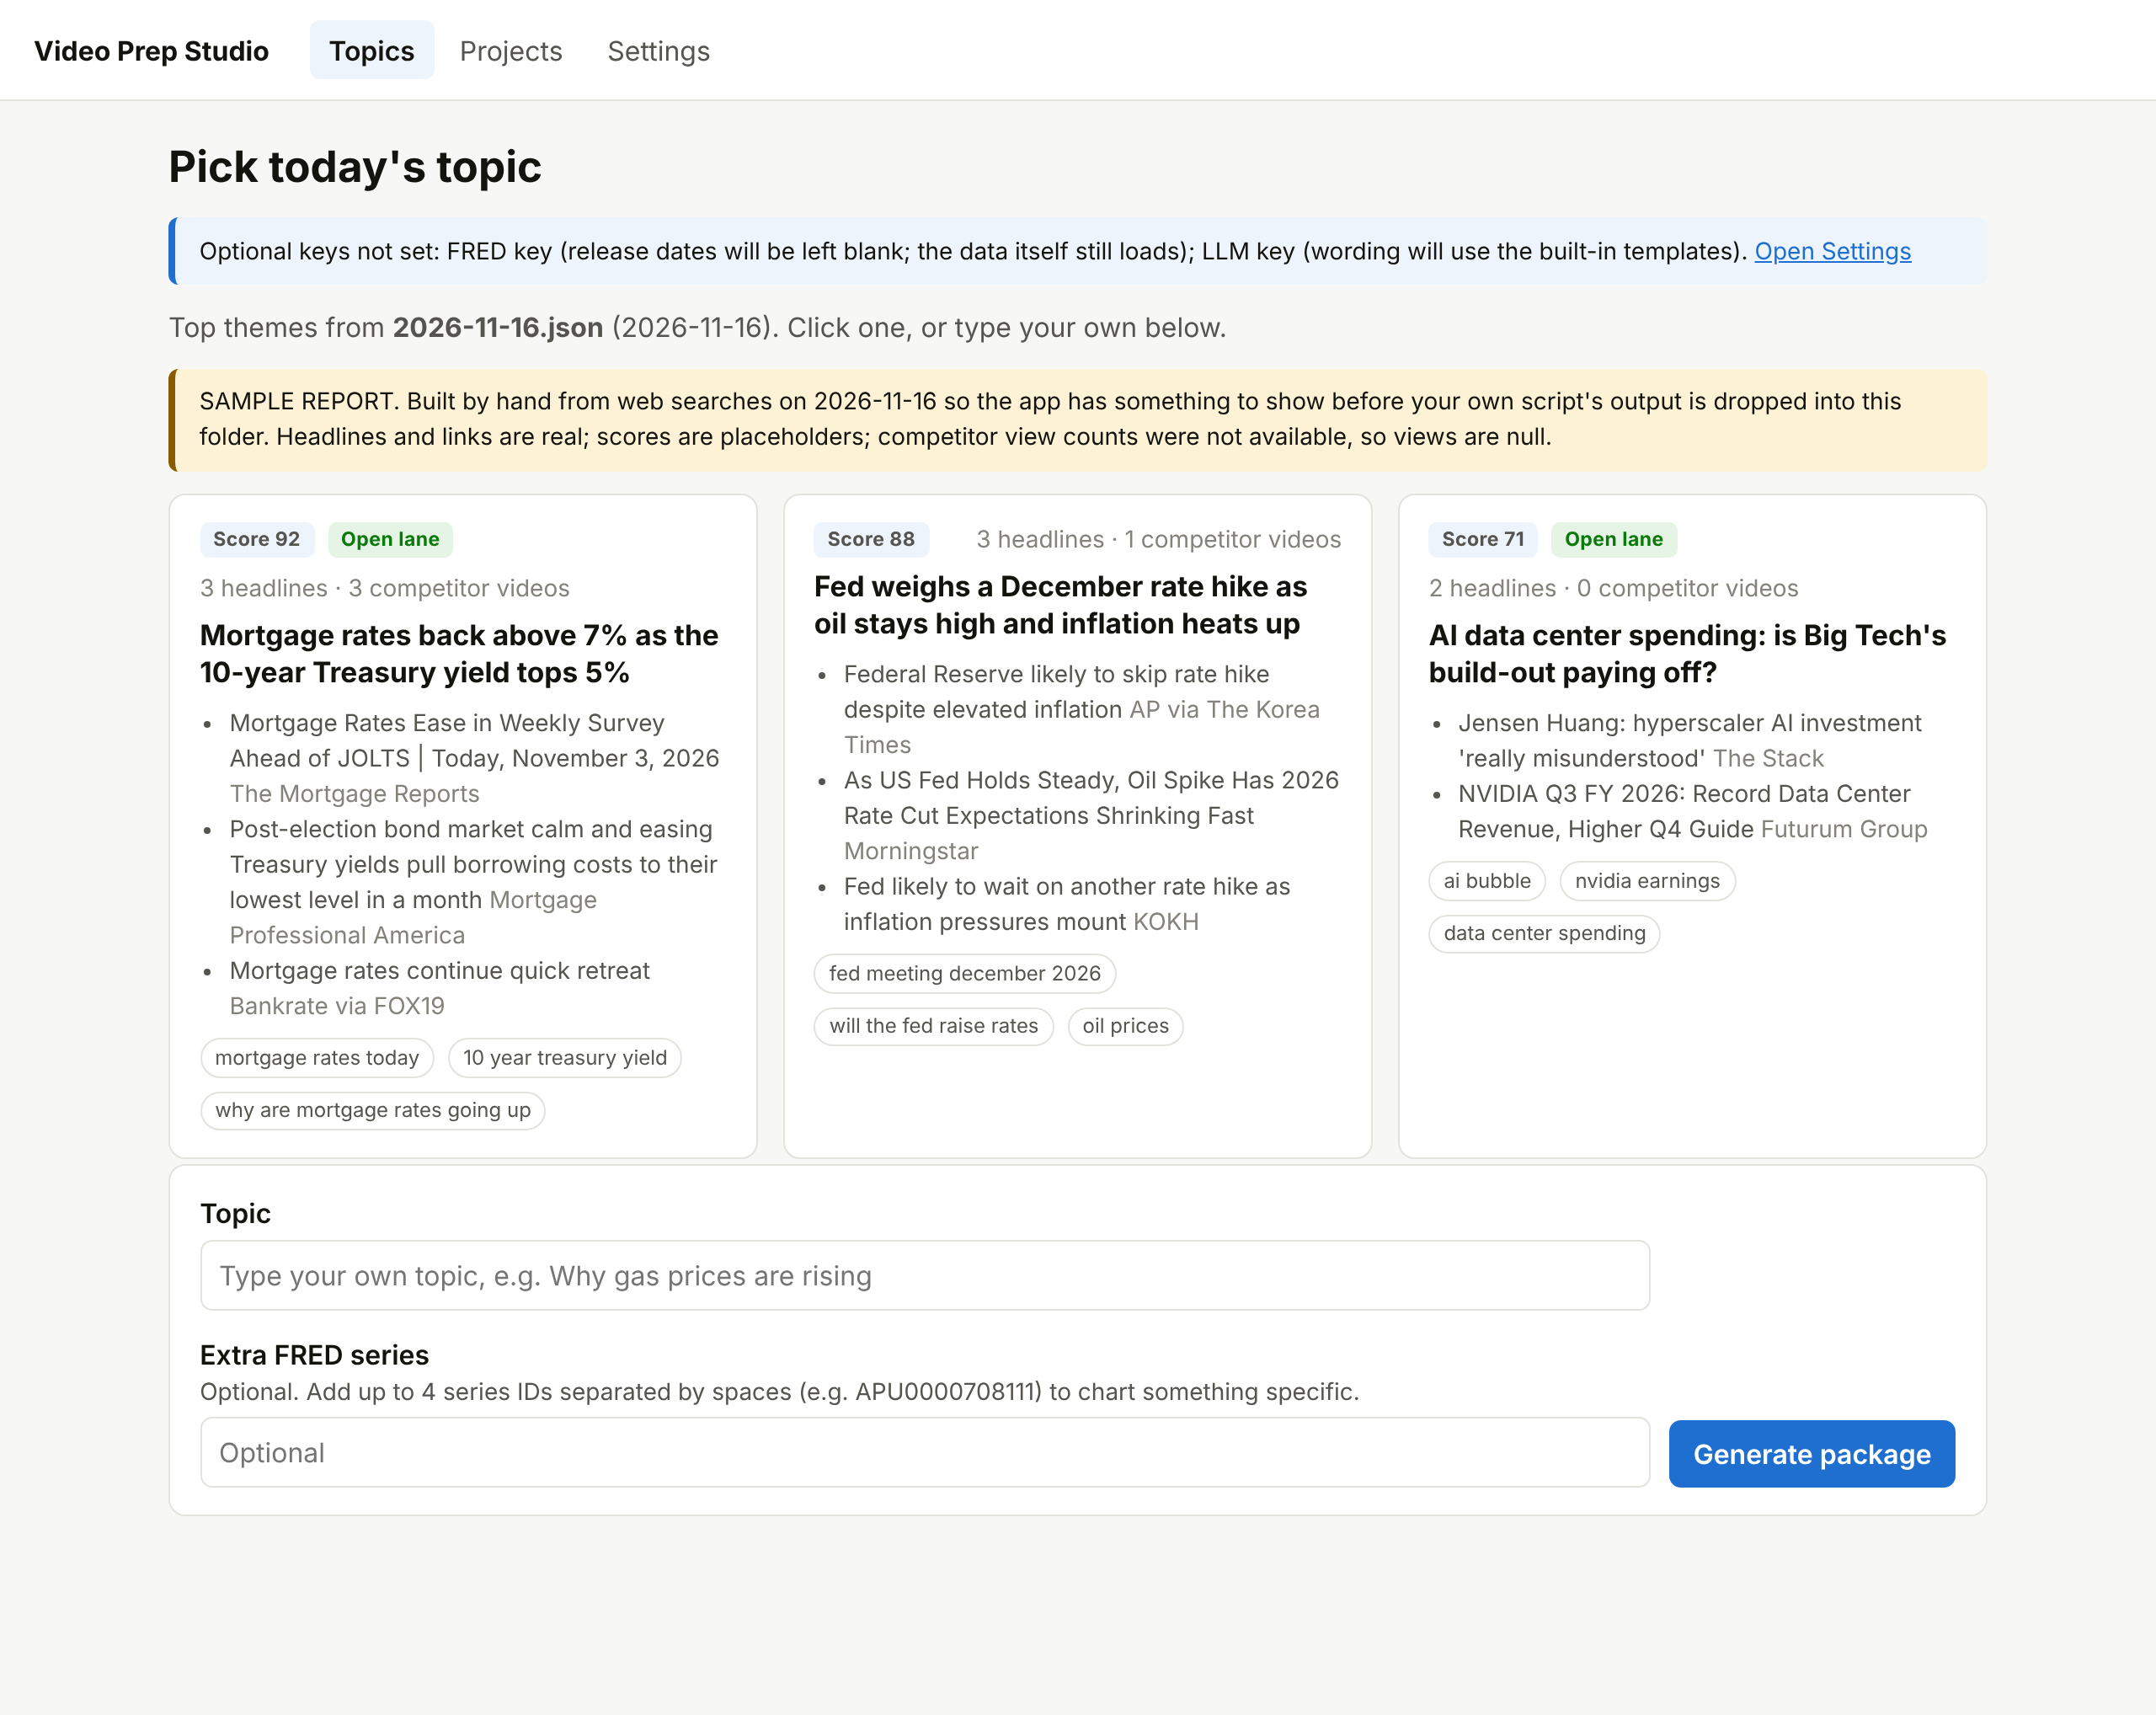 Video Prep Studio
Topics
Projects
Settings
Pick today's topic
Optional keys not set: FRED key (release dates will be left blank; the data itself still loads); LLM key (wording will use the built-in templates). Open Settings
Top themes from 2026-11-16.json (2026-11-16). Click one, or type your own below.
SAMPLE REPORT. Built by hand from web searches on 2026-11-16 so the app has something to show before your own script's output is dropped into this
folder. Headlines and links are real; scores are placeholders; competitor view counts were not available, so views are null.
Score 92
Open lane
3 headlines · 3 competitor videos
Mortgage rates back above 7% as the
10-year Treasury yield tops 5%
• Mortgage Rates Ease in Weekly Survey
Ahead of JOLTS | Today, November 3, 2026
The Mortgage Reports
• Post-election bond market calm and easing
Treasury yields pull borrowing costs to their
lowest level in a month Mortgage
Professional America
• Mortgage rates continue quick retreat
Bankrate via FOX19
mortgage rates today
10 year treasury yield
why are mortgage rates going up
Score 88
3 headlines · 1 competitor videos
Fed weighs a December rate hike as
oil stays high and inflation heats up
• Federal Reserve likely to skip rate hike
despite elevated inflation AP via The Korea
Times
• As US Fed Holds Steady, Oil Spike Has 2026
Rate Cut Expectations Shrinking Fast
Morningstar
• Fed likely to wait on another rate hike as
inflation pressures mount KOKH
fed meeting december 2026
will the fed raise rates
oil prices
Score 71
Open lane
2 headlines · 0 competitor videos
AI data center spending: is Big Tech's
build-out paying off?
• Jensen Huang: hyperscaler AI investment
'really misunderstood' The Stack
• NVIDIA Q3 FY 2026: Record Data Center
Revenue, Higher Q4 Guide Futurum Group
ai bubble
nvidia earnings
data center spending
Topic
Type your own topic, e.g. Why gas prices are rising
Extra FRED series
Optional. Add up to 4 series IDs separated by spaces (e.g. APU0000708111) to chart something specific.
Optional
Generate package